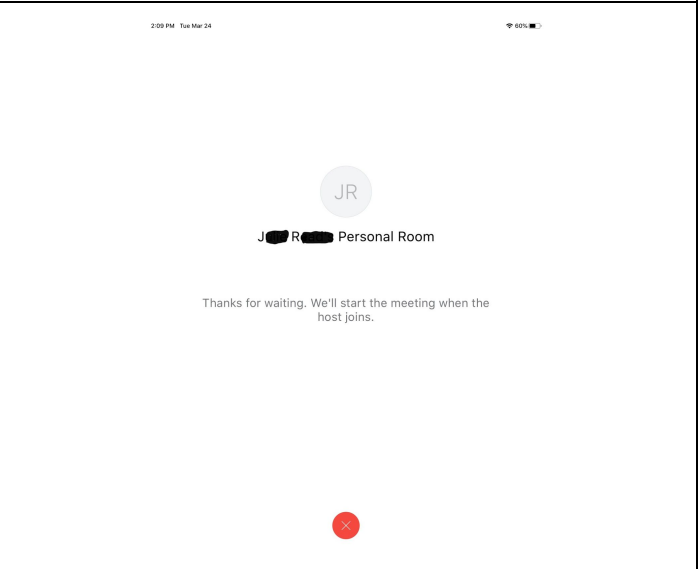 2:09 PM Tue Mar 24
60%
JR
J R Personal Room
Thanks for waiting. We'll start the meeting when the
host joins.